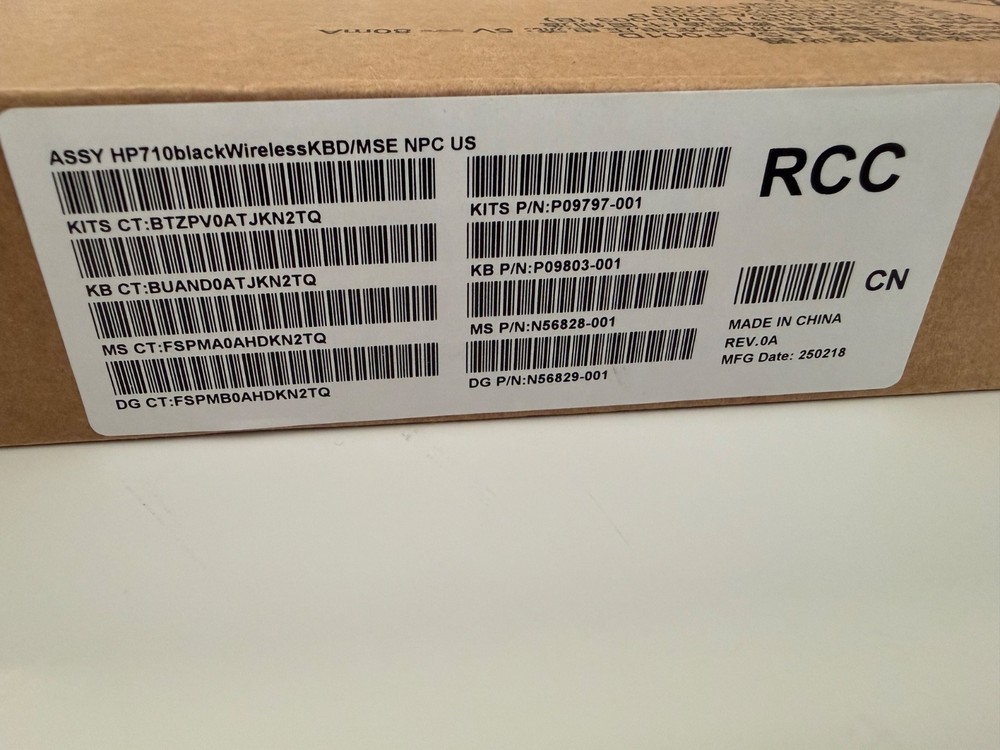 5V ⎓ 80mA
ASSY HP710blackWirelessKBD/MSE NPC US
KITS CT:BTZPV0ATJKN2TQ
KB CT:BUAND0ATJKN2TQ
MS CT:FSPMA0AHDKN2TQ
DG CT:FSPMB0AHDKN2TQ
KITS P/N:P09797-001
KB P/N:P09803-001
MS P/N:N56828-001
DG P/N:N56829-001
RCC
CN
MADE IN CHINA
REV.0A
MFG Date: 250218